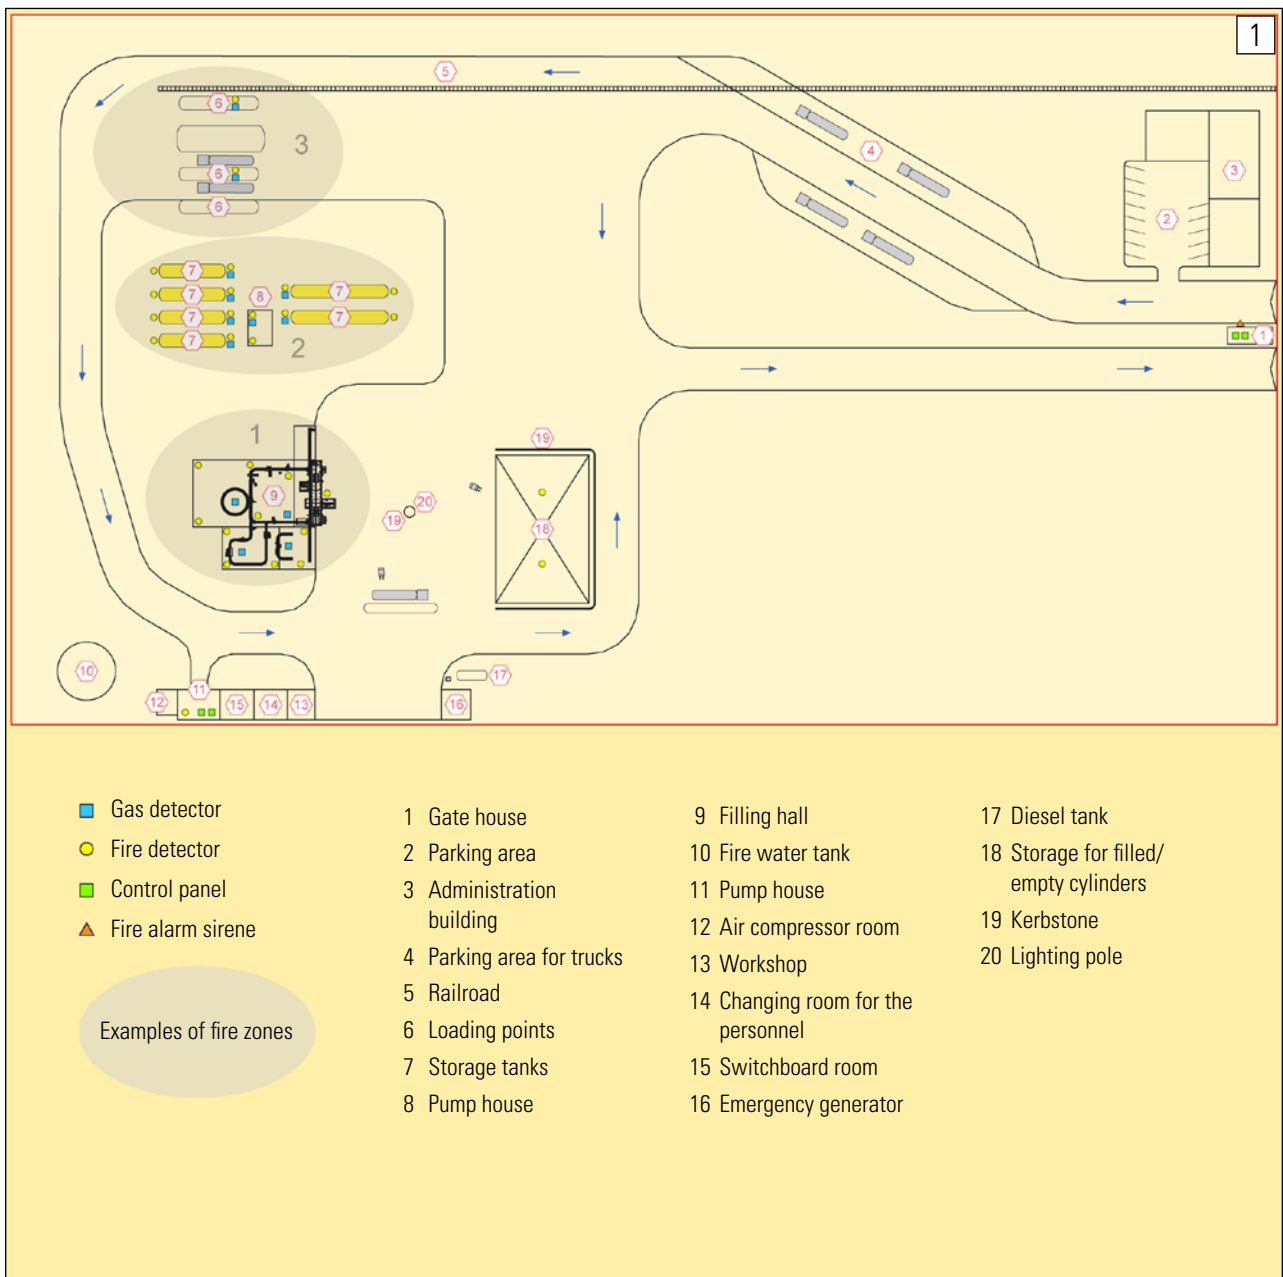 1
5
6
3
6
6
4
3
2
7
7
7
7
7
7
8
2
1
1
9
19
20
19
18
10
11
12
15
14
13
16
17
Gas detector
Fire detector
Control panel
Fire alarm sirene
Examples of fire zones
1 Gate house
2 Parking area
3 Administration
building
4 Parking area for trucks
5 Railroad
6 Loading points
7 Storage tanks
8 Pump house
9 Filling hall
10 Fire water tank
11 Pump house
12 Air compressor room
13 Workshop
14 Changing room for the
personnel
15 Switchboard room
16 Emergency generator
17 Diesel tank
18 Storage for filled/
empty cylinders
19 Kerbstone
20 Lighting pole